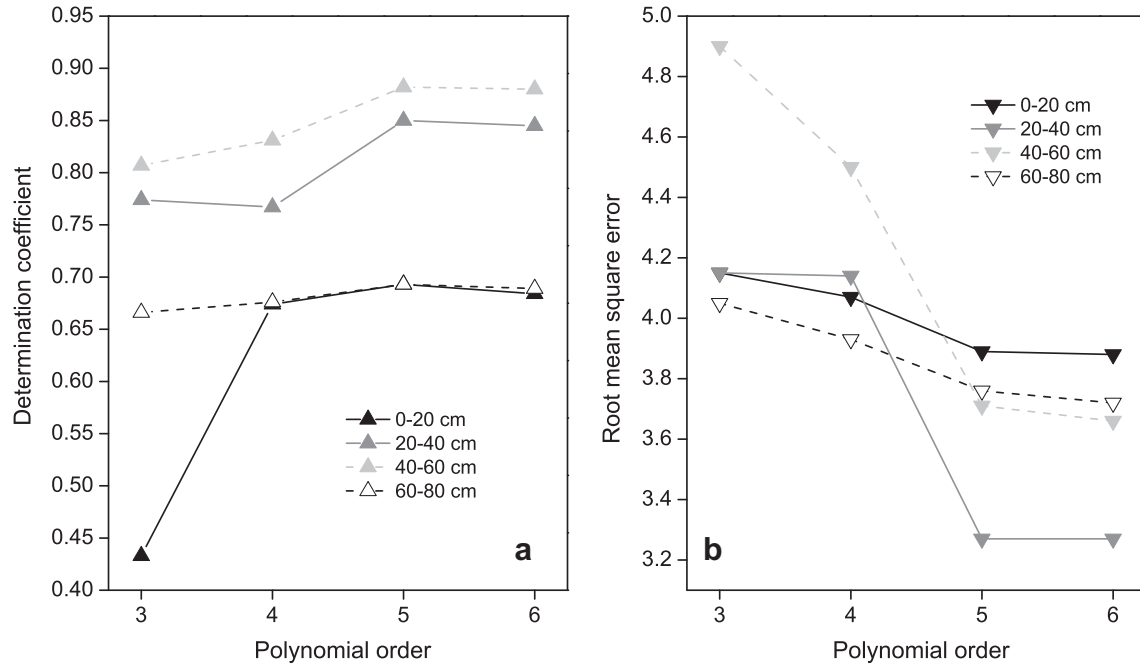 0.95
0.90
0.85
0.80
0.75
0.70
0.65
0.60
0.55
0.50
0.45
0.40
Determination coefficient
0-20 cm
20-40 cm
40-60 cm
60-80 cm
a
3 4 5 6
Polynomial order
5.0
4.8
4.6
4.4
4.2
4.0
3.8
3.6
3.4
3.2
Root mean square error
0-20 cm
20-40 cm
40-60 cm
60-80 cm
b
3 4 5 6
Polynomial order